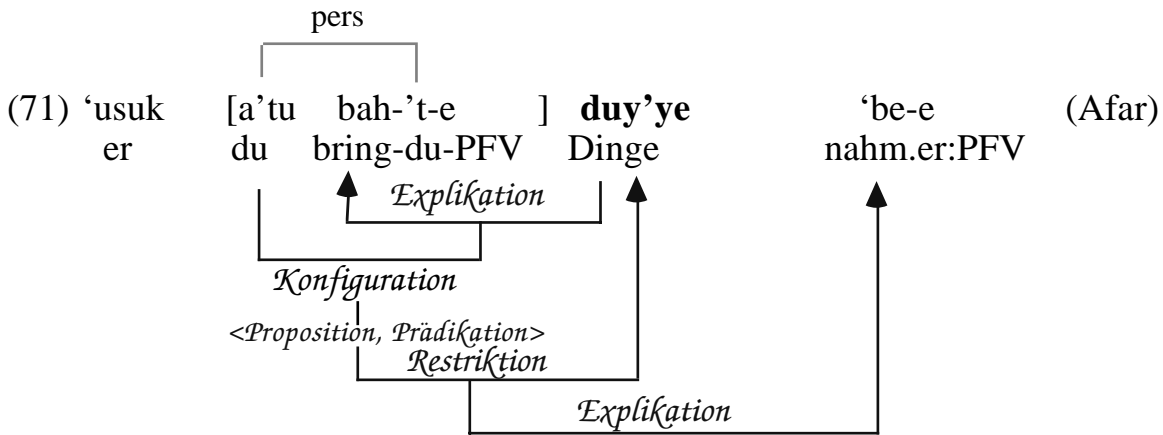 pers
(71) ‘usuk [a’tu bah-’t-e ] duy’ye ‘be-e (Afar)
er du bring-du-PFV Dinge nahm.er:PFV
Explikation
Konfiguration
<Proposition, Prädikation>
Restriktion
Explikation